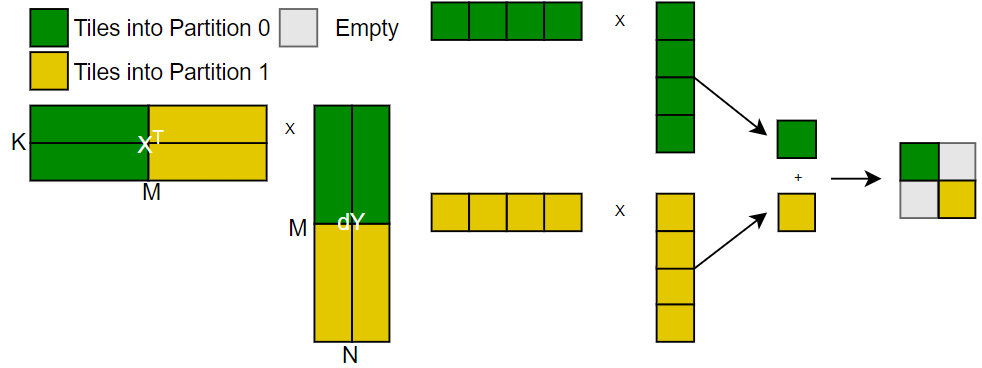 Tiles into Partition 0
Empty
Tiles into Partition 1
X
X
K
X^T
M
M
dY
N
X
+